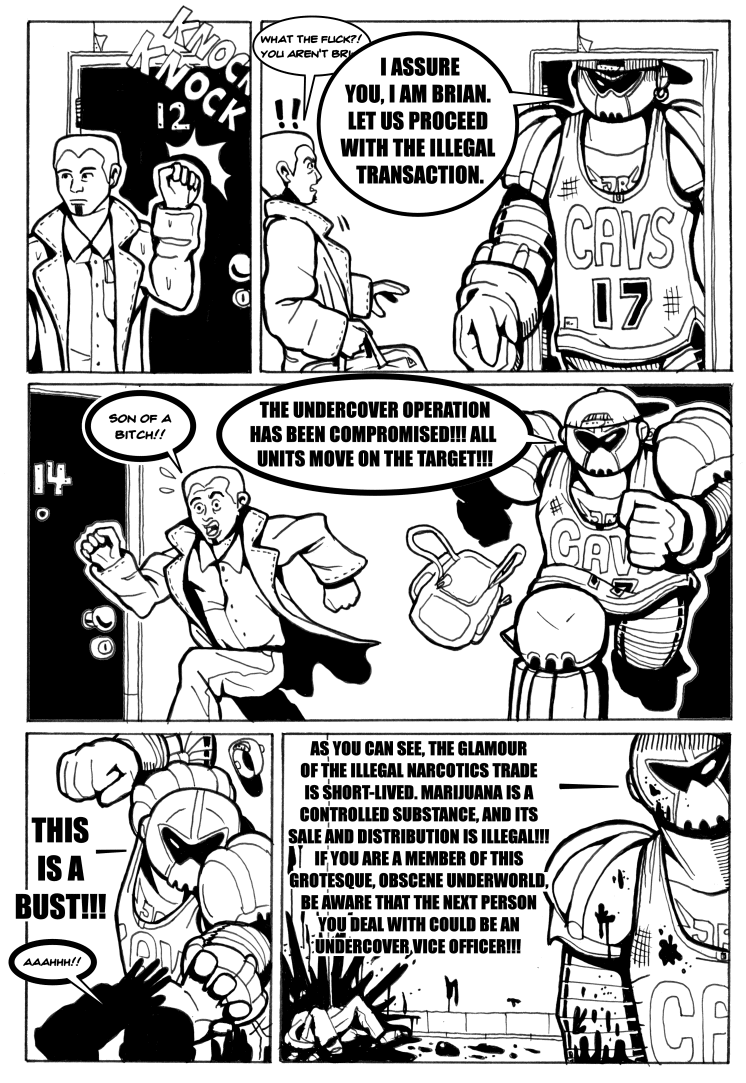 KNOCK
KNOCK
12
WHAT THE FUCK?!
YOU AREN'T
I ASSURE
YOU, I AM BRIAN.
LET US PROCEED
WITH THE ILLEGAL
TRANSACTION.
!!
CAVS
17
SON OF A
BITCH!!
THE UNDERCOVER OPERATION
HAS BEEN COMPROMISED!!! ALL
UNITS MOVE ON THE TARGET!!!
14
CAVS
THIS
IS A
BUST!!!
AAAHHH!!
CAV
AS YOU CAN SEE, THE GLAMOUR
OF THE ILLEGAL NARCOTICS TRADE
IS SHORT-LIVED. MARIJUANA IS A
CONTROLLED SUBSTANCE, AND ITS
SALE AND DISTRIBUTION IS ILLEGAL!!!
IF YOU ARE A MEMBER OF THIS
GROTESQUE, OBSCENE UNDERWORLD,
BE AWARE THAT THE NEXT PERSON
YOU DEAL WITH COULD BE AN
UNDERCOVER VICE OFFICER!!!
CA